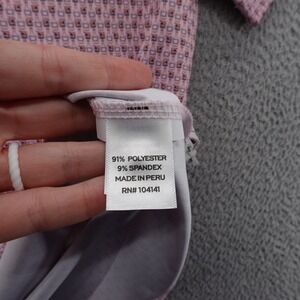 91% POLYESTER
9% SPANDEX
MADE IN PERU
RN# 104141